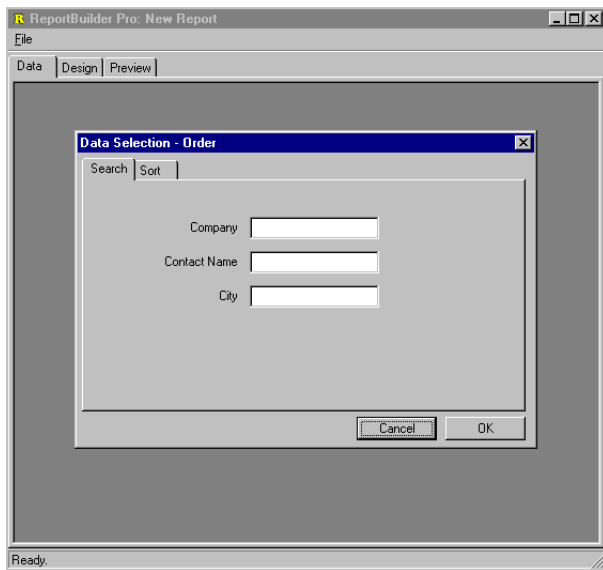 R ReportBuilder Pro: New Report
File
Data Design Preview
Data Selection - Order
Search Sort
Company
Contact Name
City
Cancel OK
Ready.